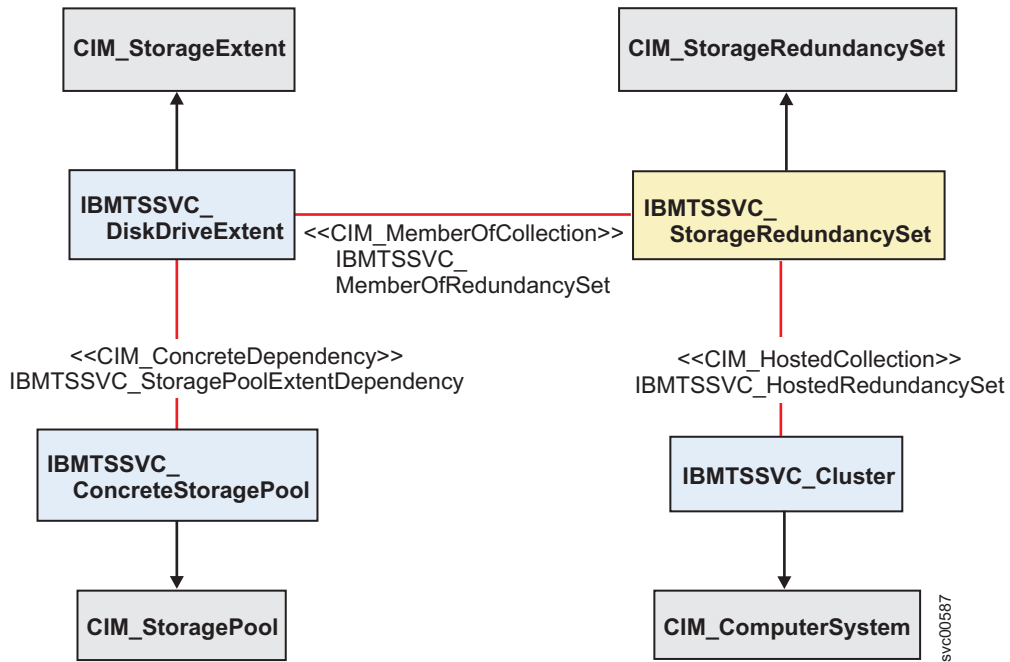 CIM_StorageExtent
CIM_StorageRedundancySet
IBMTSSVC_
DiskDriveExtent
<<CIM_MemberOfCollection>>
IBMTSSVC_
MemberOfRedundancySet
IBMTSSVC_
StorageRedundancySet
<<CIM_ConcreteDependency>>
IBMTSSVC_StoragePoolExtentDependency
<<CIM_HostedCollection>>
IBMTSSVC_HostedRedundancySet
IBMTSSVC_
ConcreteStoragePool
IBMTSSVC_Cluster
CIM_StoragePool
CIM_ComputerSystem
svc00587